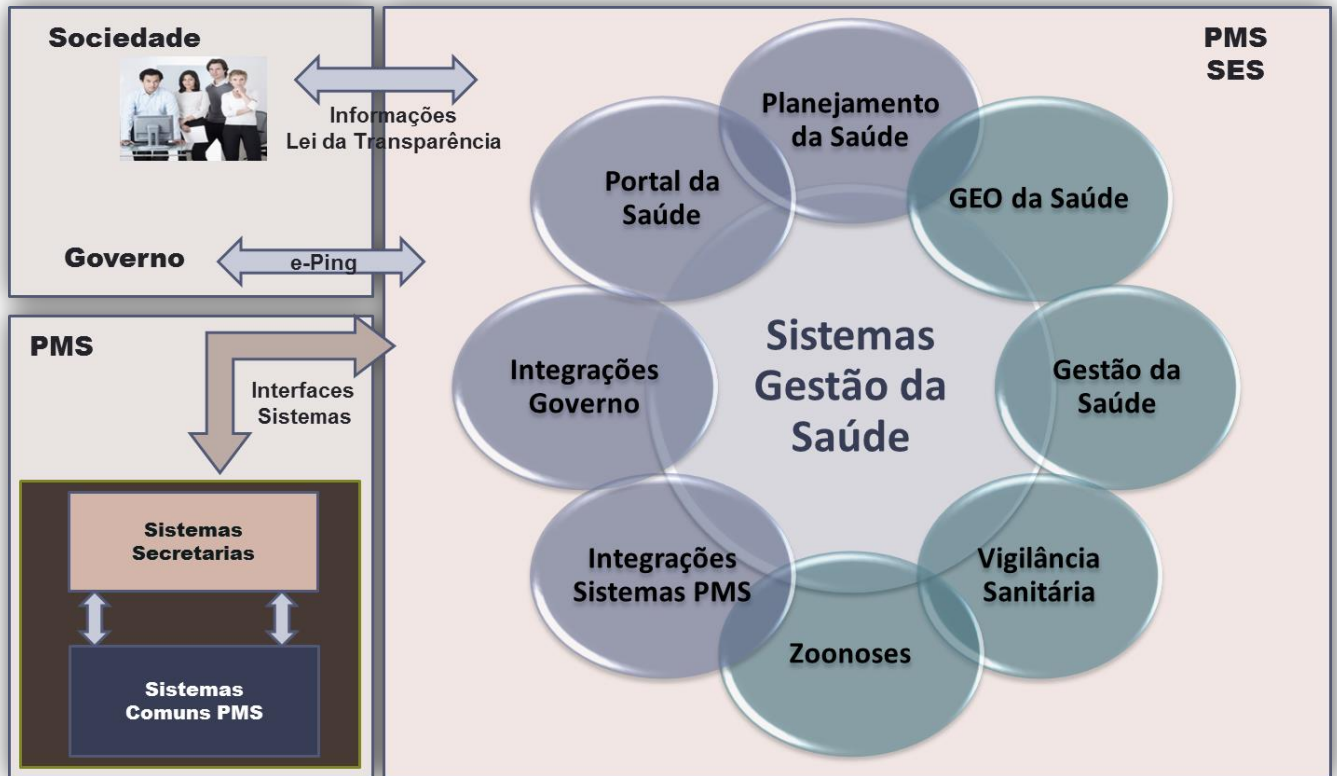 Sociedade
Informações
Lei da Transparência
Governo
e-Ping
PMS
Interfaces
Sistemas
Sistemas
Secretarias
Sistemas
Comuns PMS
PMS
SES
Planejamento
da Saúde
Portal da
Saúde
GEO da Saúde
Integrações
Governo
Sistemas
Gestão da
Saúde
Gestão da
Saúde
Integrações
Sistemas PMS
Vigilância
Sanitária
Zoonoses